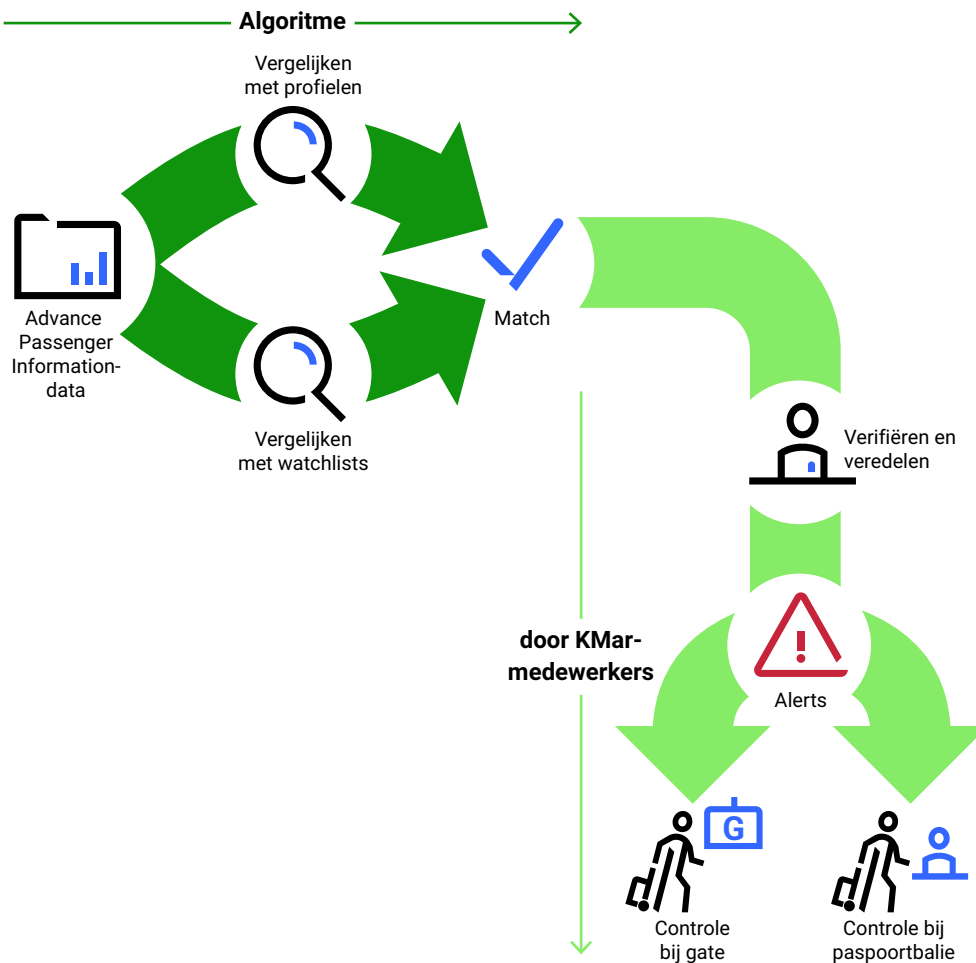 Algoritme
Vergelijken
met profielen
Advance
Passenger
Information-
data
Match
Vergelijken
met watchlists
Verifiëren en
veredelen
door KMar-
medewerkers
Alerts
G
Controle
bij gate
Controle bij
paspoortbalie